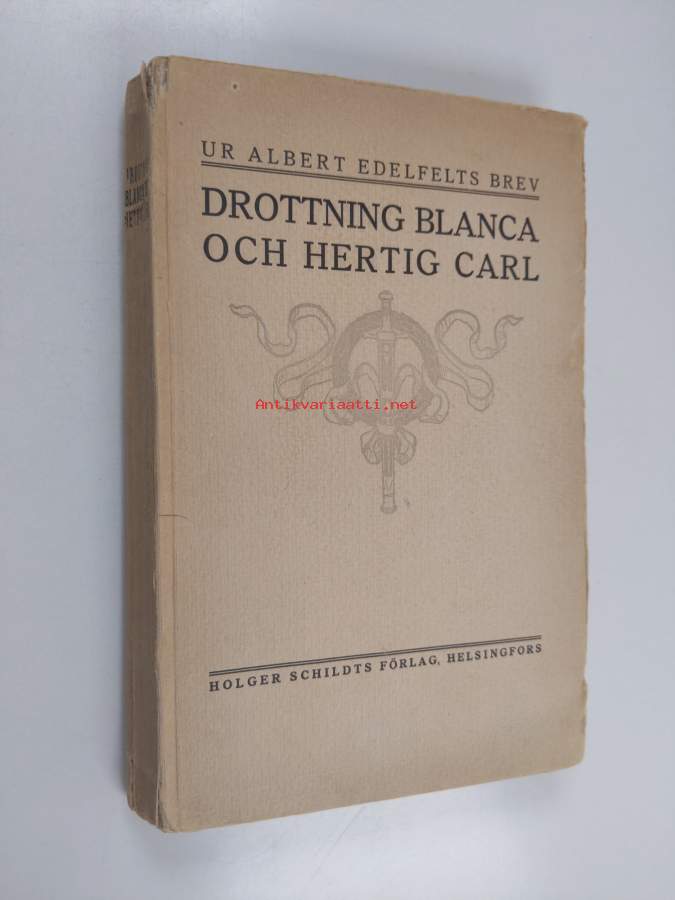 UR ALBERT EDELFELTS BREV
DROTTNING BLANCA
OCH HERTIG CARL
Antikvariaatti.net
HOLGER SCHILDTS FÖRLAG, HELSINGFORS